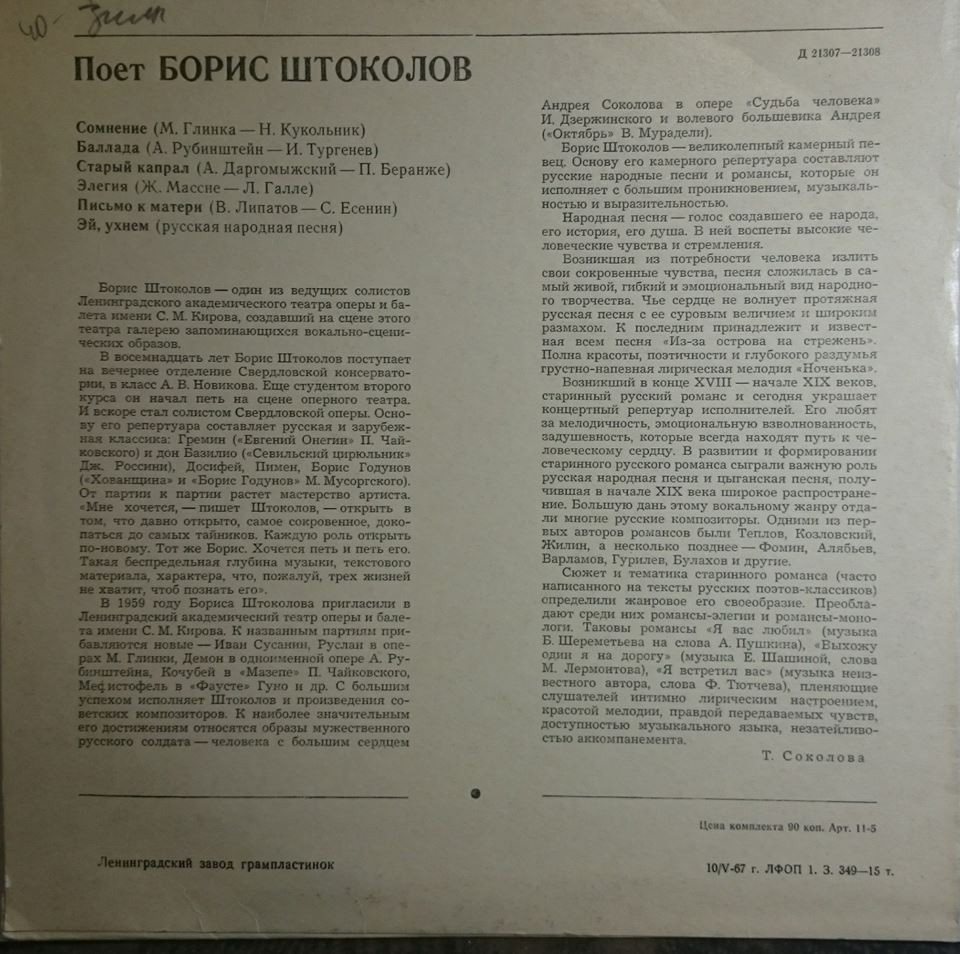 40-
Поет БОРИС ШТОКОЛОВ
Д 21307—21308
Сомнение (М. Глинка — Н. Кукольник)
Баллада (А. Рубинштейн — И. Тургенев)
Старый капрал (А. Даргомыжский — П. Беранже)
Элегия (Ж. Массне — Л. Галле)
Письмо к матери (В. Липатов — С. Есенин)
Эй, ухнем (русская народная песня)
Борис Штоколов — один из ведущих солистов
Ленинградского академического театра оперы и ба-
лета имени С. М. Кирова, создавший на сцене этого
театра галерею запоминающихся вокально-сцени-
ческих образов.
В восемнадцать лет Борис Штоколов поступает
на вечернее отделение Свердловской консервато-
рии, в класс А. В. Новикова. Еще студентом второго
курса он начал петь на сцене оперного театра.
И вскоре стал солистом Свердловской оперы. Осно-
ву его репертуара составляет русская и зарубеж-
ная классика: Гремин («Евгений Онегин» П. Чай-
ковского) и дон Базилио («Севильский цирюльник»
Дж. Россини), Досифей, Пимен, Борис Годунов
(«Хованщина» и «Борис Годунов» М. Мусоргского).
От партии к партии растет мастерство артиста.
«Мне хочется, — пишет Штоколов, — открыть в
том, что давно открыто, самое сокровенное, доко-
паться до самых тайников. Каждую роль открыть
по-новому. Тот же Борис. Хочется петь и петь его.
Такая беспредельная глубина музыки, текстового
материала, характера, что, пожалуй, трех жизней
не хватит, чтоб познать его».
В 1959 году Бориса Штоколова пригласили в
Ленинградский академический театр оперы и бале-
та имени С. М. Кирова. К названным партиям при-
бавляются новые — Иван Сусанин, Руслан в опе-
рах М. Глинки, Демон в одноименной опере А. Ру-
бинштейна, Кочубей в «Мазепе» П. Чайковского,
Мефистофель в «Фаусте» Гуно и др. С большим
успехом исполняет Штоколов и произведения со-
ветских композиторов. К наиболее значительным
его достижениям относятся образы мужественного
русского солдата — человека с большим сердцем
Андрея Соколова в опере «Судьба человека»
И. Дзержинского и волевого большевика Андрея
(«Октябрь» В. Мурадели).
Борис Штоколов — великолепный камерный пе-
вец. Основу его камерного репертуара составляют
русские народные песни и романсы, которые он
исполняет с большим проникновением, музыкаль-
ностью и выразительностью.
Народная песня — голос создавшего ее народа,
его история, его душа. В ней воспеты высокие че-
ловеческие чувства и стремления.
Возникшая из потребности человека излить
свои сокровенные чувства, песня сложилась в са-
мый живой, гибкий и эмоциональный вид народно-
го творчества. Чье сердце не волнует протяжная
русская песня с ее суровым величием и широким
размахом. К последним принадлежит и извест-
ная всем песня «Из-за острова на стрежень».
Полна красоты, поэтичности и глубокого раздумья
грустно-напевная лирическая мелодия «Ноченька».
Возникший в конце XVIII — начале XIX веков,
старинный русский романс и сегодня украшает
концертный репертуар исполнителей. Его любят
за мелодичность, эмоциональную взволнованность,
задушевность, которые всегда находят путь к че-
ловеческому сердцу. В развитии и формировании
старинного русского романса сыграли важную роль
русская народная песня и цыганская песня, полу-
чившая в начале XIX века широкое распростране-
ние. Большую дань этому вокальному жанру отда-
ли многие русские композиторы. Одними из пер-
вых авторов романсов были Теплов, Козловский,
Жилин, а несколько позднее — Фомин, Алябьев,
Варламов, Гурилев, Булахов и другие.
Сюжет и тематика старинного романса (часто
написанного на тексты русских поэтов-классиков)
определили жанровое его своеобразие. Преобла-
дают среди них романсы-элегии и романсы-моно-
логи. Таковы романсы «Я вас любил» (музыка
Б. Шереметьева на слова А. Пушкина), «Выхожу
один я на дорогу» (музыка Е. Шашиной, слова
М. Лермонтова), «Я встретил вас» (музыка неиз-
вестного автора, слова Ф. Тютчева), пленяющие
слушателей интимно лирическим настроением,
красотой мелодии, правдой передаваемых чувств,
доступностью музыкального языка, незатейливо-
стью аккомпанемента.
Т. Соколова
Цена комплекта 90 коп. Арт. 11-5
Ленинградский завод грампластинок
10/V-67 г. ЛФОП 1. З. 349—15 т.